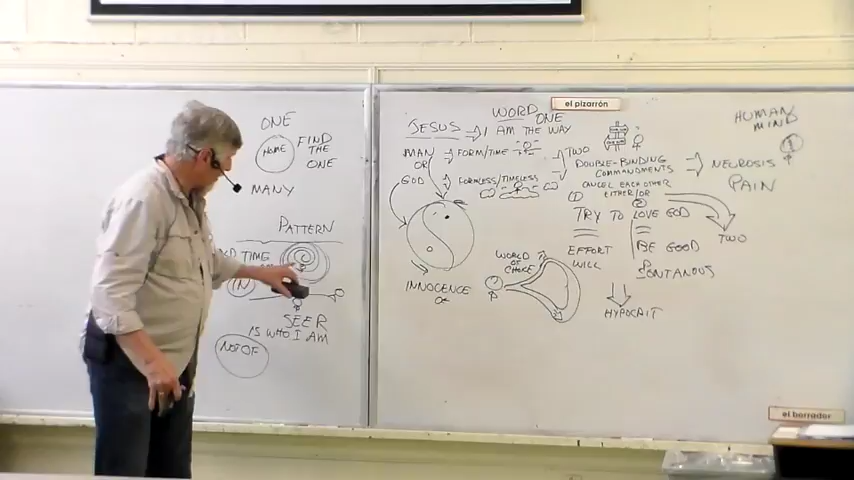 ONE
HOME
FIND
THE
ONE
MANY
PATTERN
TIME
IN
SEER
IS WHO I AM
NOT OF
el pizarrón
WORD
JESUS
ONE
I AM THE WAY
MAN
OR
GOD
FORM/TIME
FORMLESS/TIMELESS
TWO
DOUBLE-BINDING
COMMANDMENTS
CANCEL EACH OTHER
EITHER/OR
1
2
TRY TO LOVE GOD
EFFORT
WILL
BE GOOD
SPONTANOUS
HYPOCRIT
TWO
NEUROSIS
PAIN
HUMAN
MIND
INNOCENCE
WORLD
OF
CHOICE
el borrador